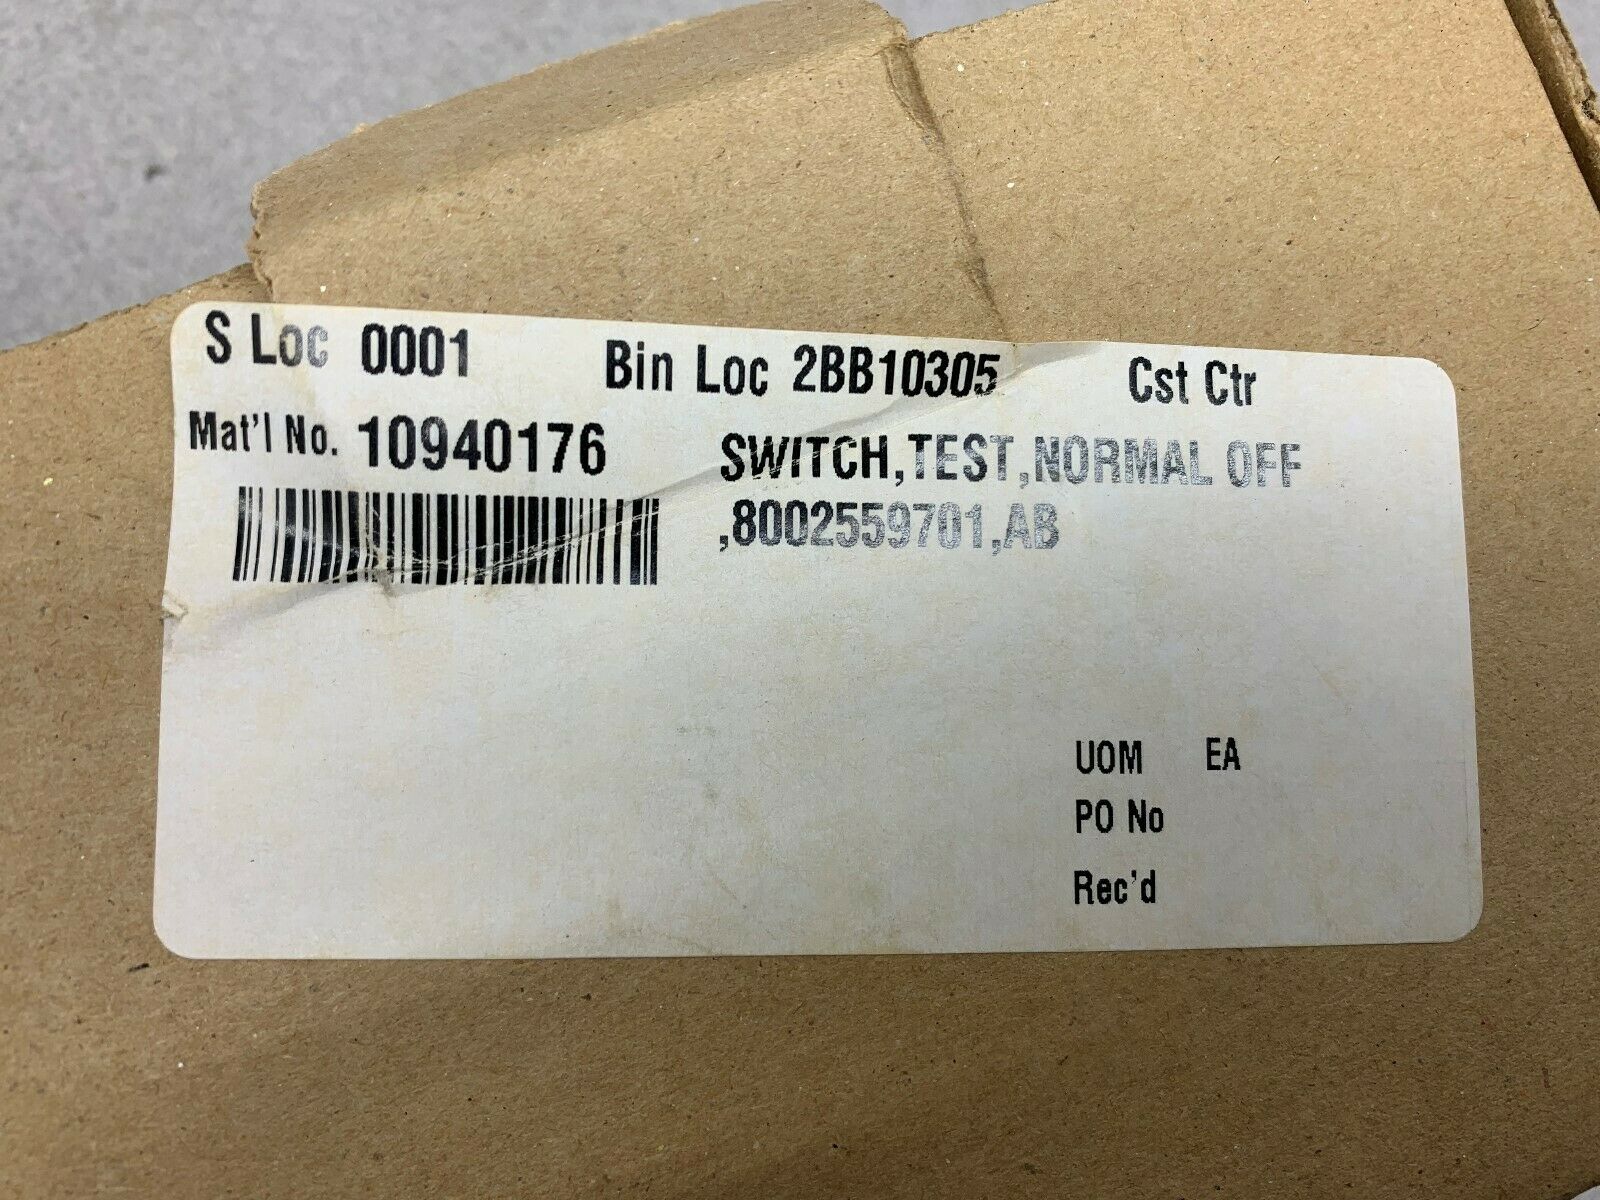 S Loc 0001 Bin Loc 2BB10305 Cst Ctr
Mat'l No. 10940176
SWITCH,TEST,NORMAL OFF
,8002559701,AB
UOM EA
PO No
Rec'd